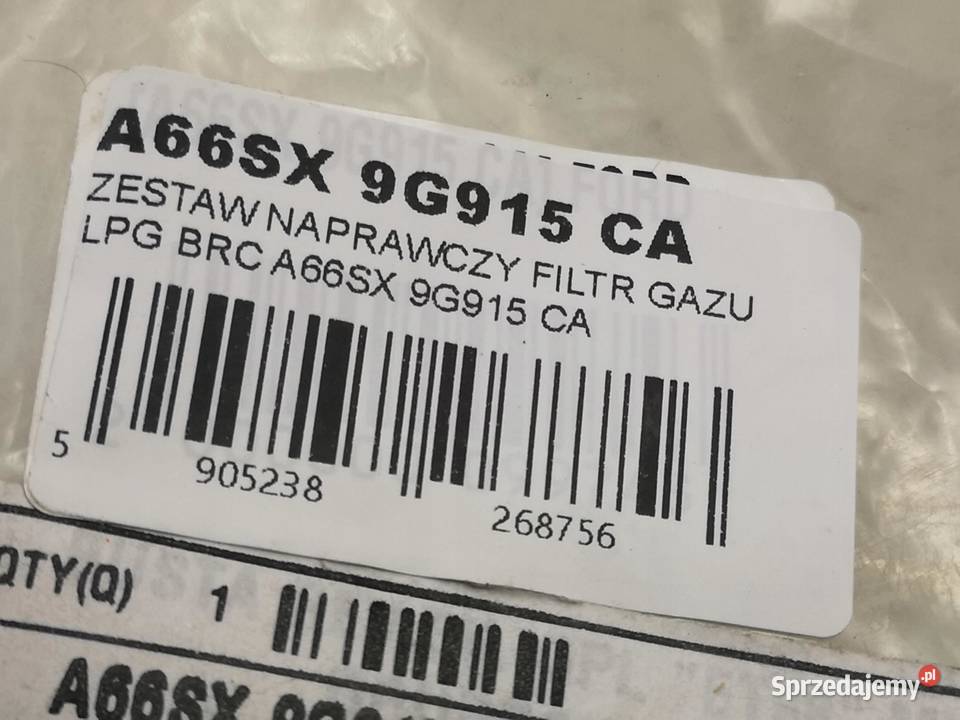 A66SX 9G915 CA
ZESTAW NAPRAWCZY FILTR GAZU
LPG BRC A66SX 9G915 CA
5 905238 268756
QTY(Q) 1
A66SX
Sprzedajemy.pl